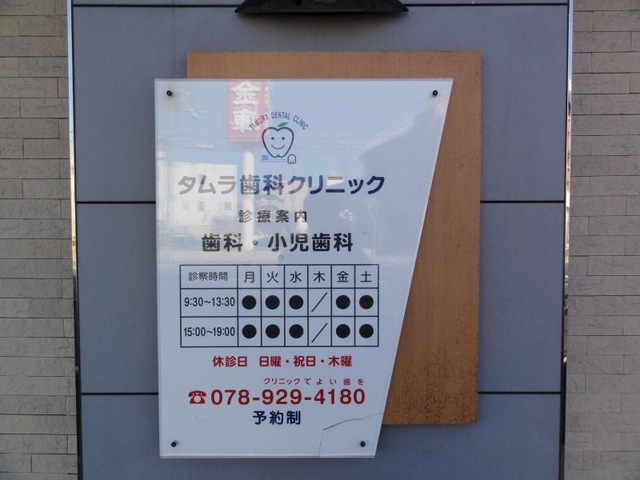 金東
TAMURA DENTAL CLINIC
タムラ歯科クリニック
診療案内
歯科・小児歯科
診察時間 月 火 水 木 金 土
9:30～13:30 ● ● ● ／ ● ●
15:00～19:00 ● ● ● ／ ● ●
休診日 日曜・祝日・木曜
クリニックでよい歯を
☎078-929-4180
予約制